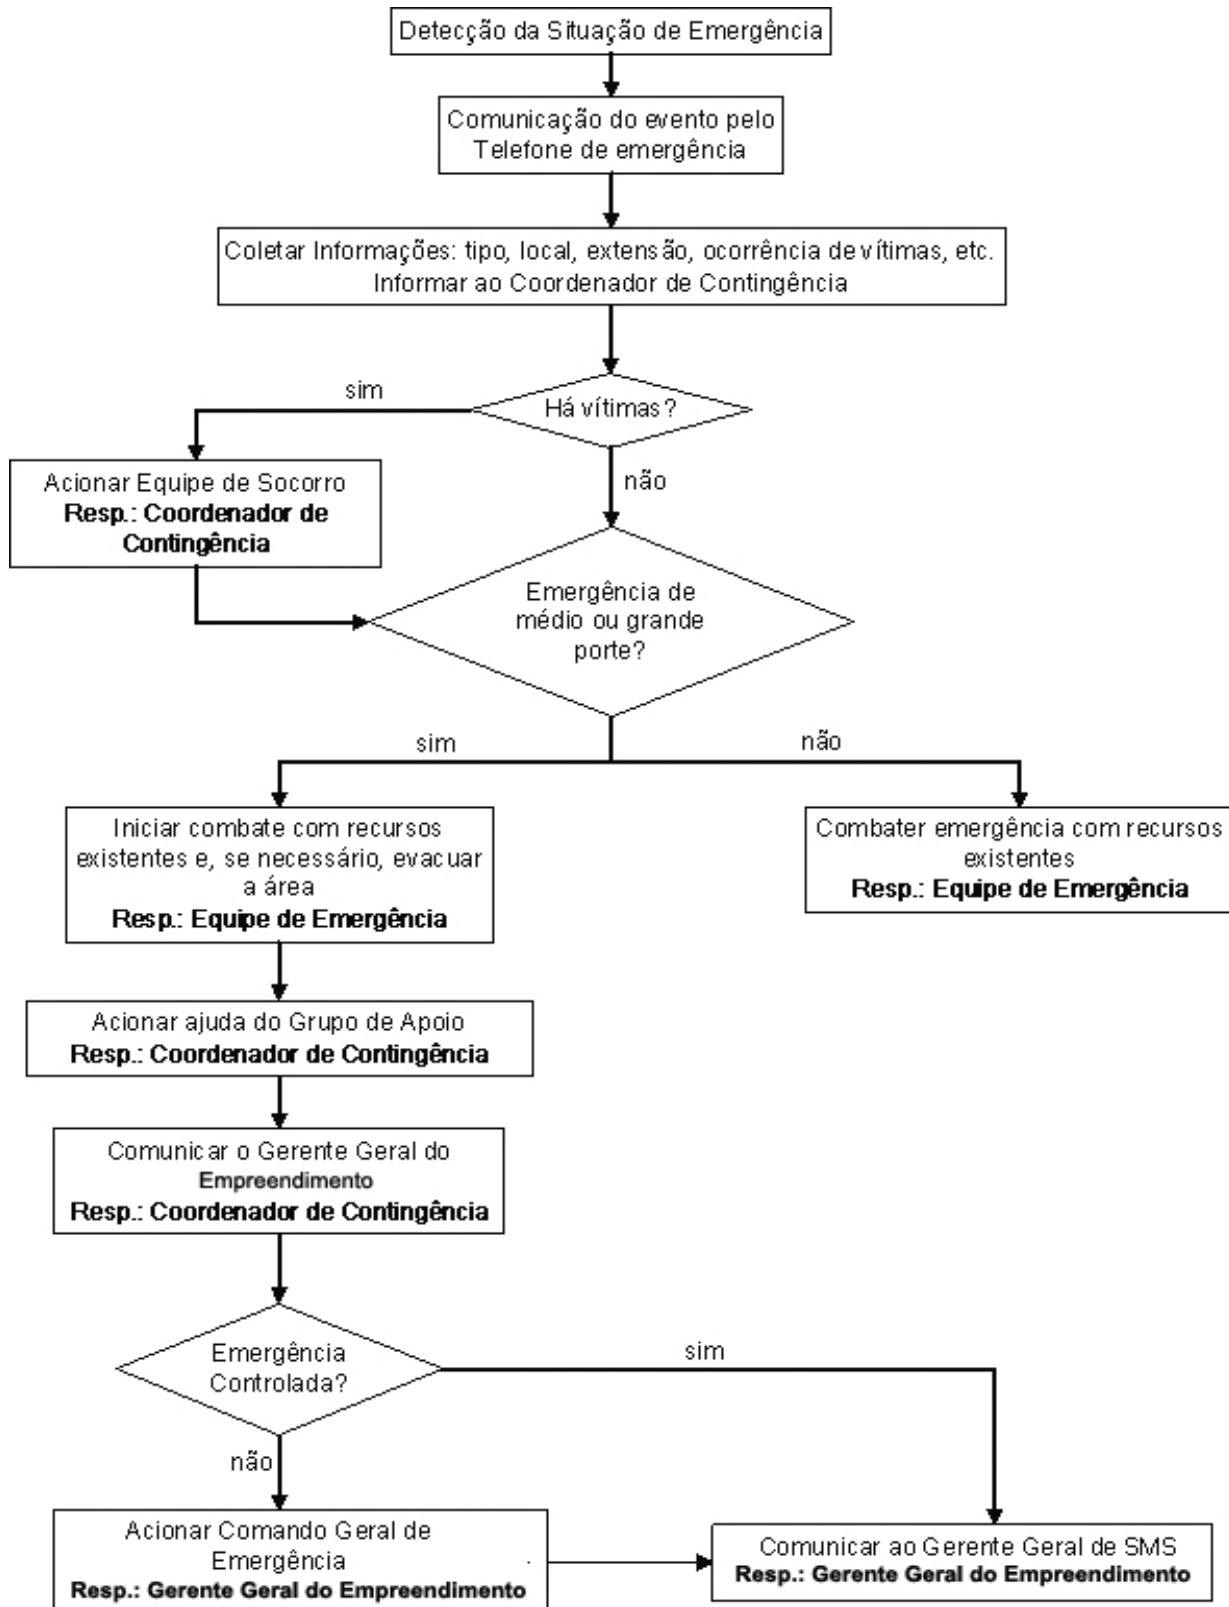 Detecção da Situação de Emergência
Comunicação do evento pelo
Telefone de emergência
Coletar Informações: tipo, local, extensão, ocorrência de vítimas, etc.
Informar ao Coordenador de Contingência
sim
Há vítimas?
não
Acionar Equipe de Socorro
Resp.: Coordenador de
Contingência
Emergência de
médio ou grande
porte?
sim
não
Iniciar combate com recursos
existentes e, se necessário, evacuar
a área
Resp.: Equipe de Emergência
Combater emergência com recursos
existentes
Resp.: Equipe de Emergência
Acionar ajuda do Grupo de Apoio
Resp.: Coordenador de Contingência
Comunicar o Gerente Geral do
Empreendimento
Resp.: Coordenador de Contingência
Emergência
Controlada?
sim
não
Acionar Comando Geral de
Emergência
Resp.: Gerente Geral do Empreendimento
Comunicar ao Gerente Geral de SMS
Resp.: Gerente Geral do Empreendimento